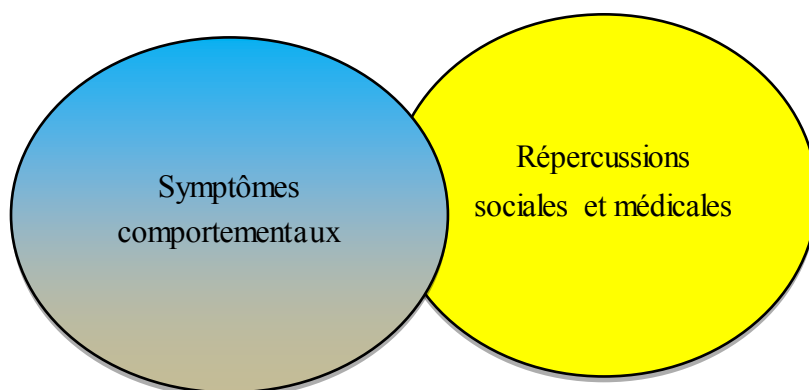 Symptômes
comportementaux
Répercussions
sociales et médicales